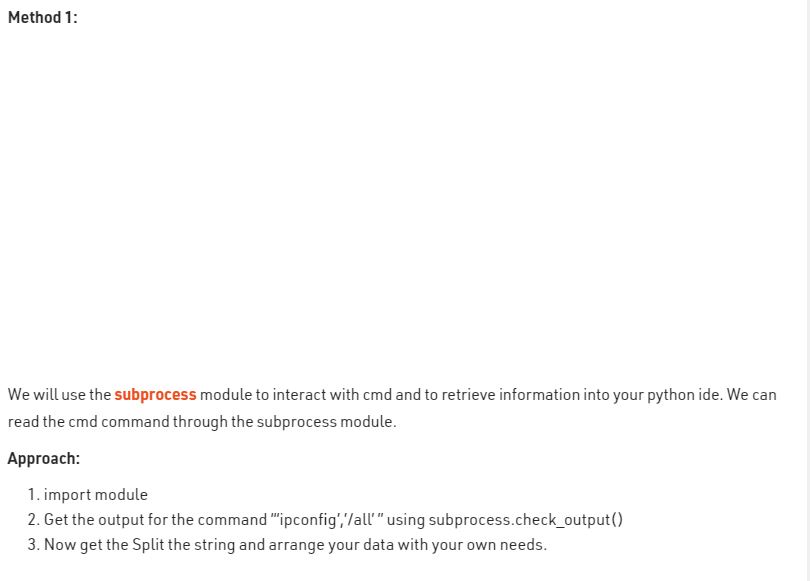 Method 1:
We will use the subprocess module to interact with cmd and to retrieve information into your python ide. We can
read the cmd command through the subprocess module.
Approach:
1. import module
2. Get the output for the command “‘ipconfig’,’/all’ ” using subprocess.check_output()
3. Now get the Split the string and arrange your data with your own needs.